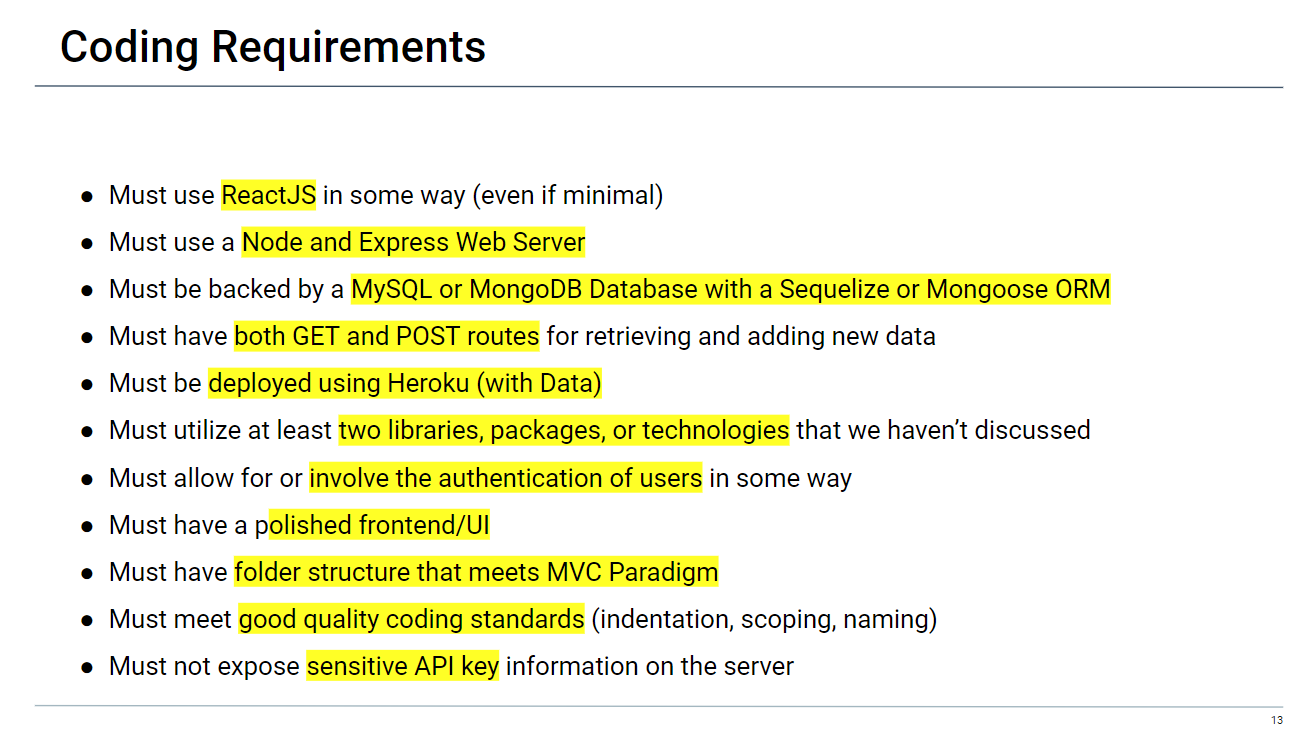 Coding Requirements
● Must use ReactJS in some way (even if minimal)
● Must use a Node and Express Web Server
● Must be backed by a MySQL or MongoDB Database with a Sequelize or Mongoose ORM
● Must have both GET and POST routes for retrieving and adding new data
● Must be deployed using Heroku (with Data)
● Must utilize at least two libraries, packages, or technologies that we haven’t discussed
● Must allow for or involve the authentication of users in some way
● Must have a polished frontend/UI
● Must have folder structure that meets MVC Paradigm
● Must meet good quality coding standards (indentation, scoping, naming)
● Must not expose sensitive API key information on the server
13